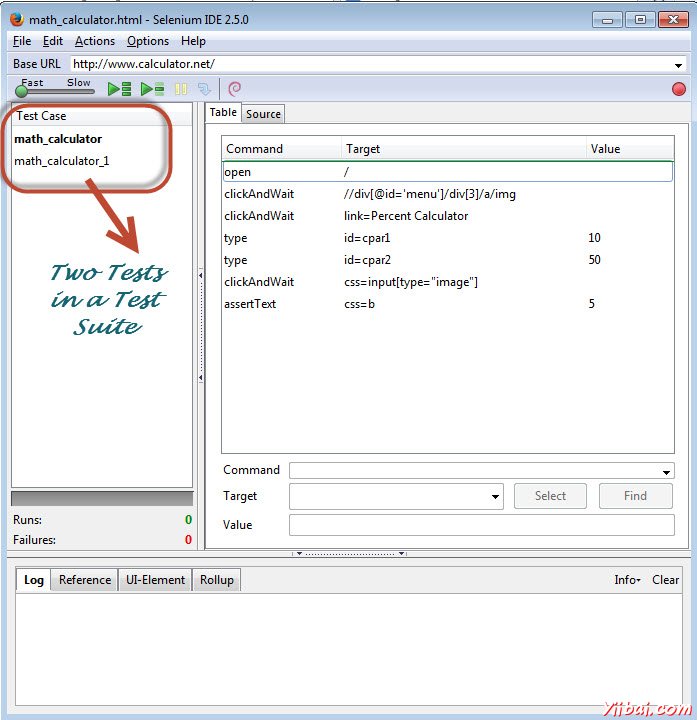 math_calculator.html - Selenium IDE 2.5.0
File Edit Actions Options Help
Base URL http://www.calculator.net/
Fast Slow
Test Case
math_calculator
math_calculator_1
Two Tests
in a Test
Suite
Runs: 0
Failures: 0
Table Source
Command Target Value
open /
clickAndWait //div[@id='menu']/div[3]/a/img
clickAndWait link=Percent Calculator
type id=cpar1 10
type id=cpar2 50
clickAndWait css=input[type="image"]
assertText css=b 5
Command
Target Select Find
Value
Log Reference UI-Element Rollup Info Clear
Yiibai.com